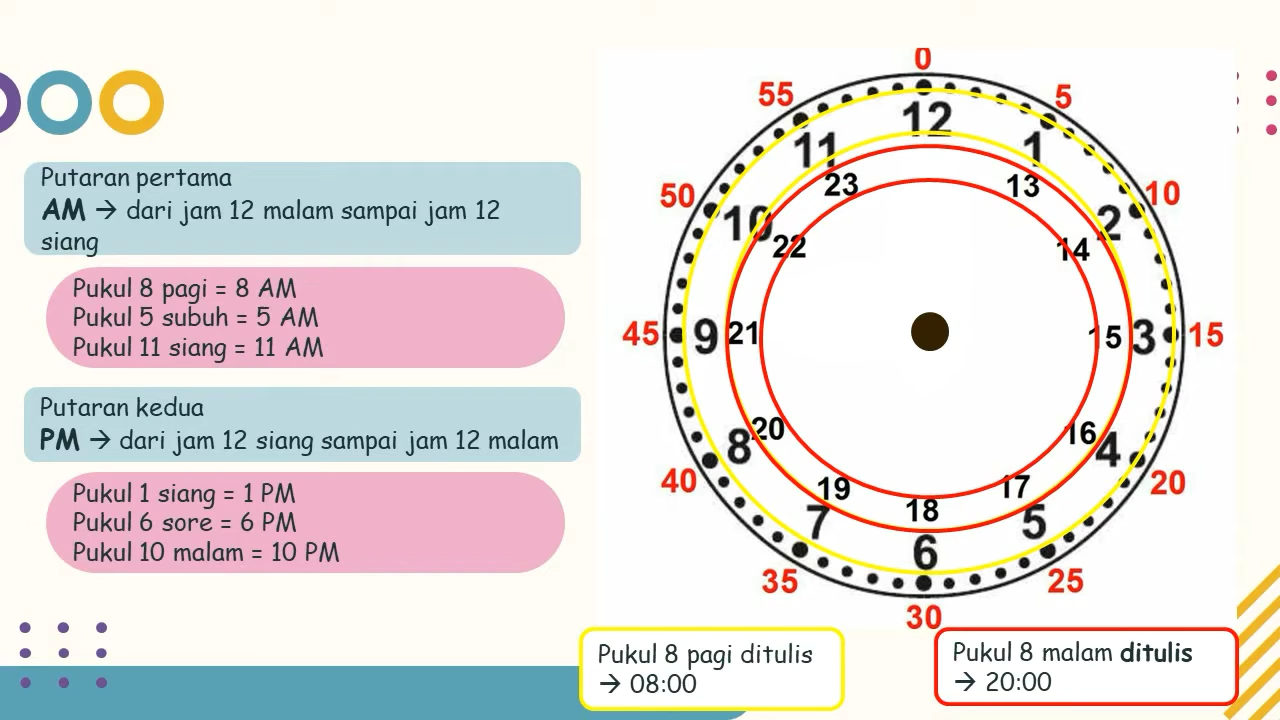 Putaran pertama
AM → dari jam 12 malam sampai jam 12
siang
Pukul 8 pagi = 8 AM
Pukul 5 subuh = 5 AM
Pukul 11 siang = 11 AM
Putaran kedua
PM → dari jam 12 siang sampai jam 12 malam
Pukul 1 siang = 1 PM
Pukul 6 sore = 6 PM
Pukul 10 malam = 10 PM
0
55
5
12
11
1
50
23
13
10
10
2
22
14
45
9
21
15
3
15
20
16
8
4
40
20
19
17
18
7
5
6
35
25
30
Pukul 8 pagi ditulis
→ 08:00
Pukul 8 malam ditulis
→ 20:00